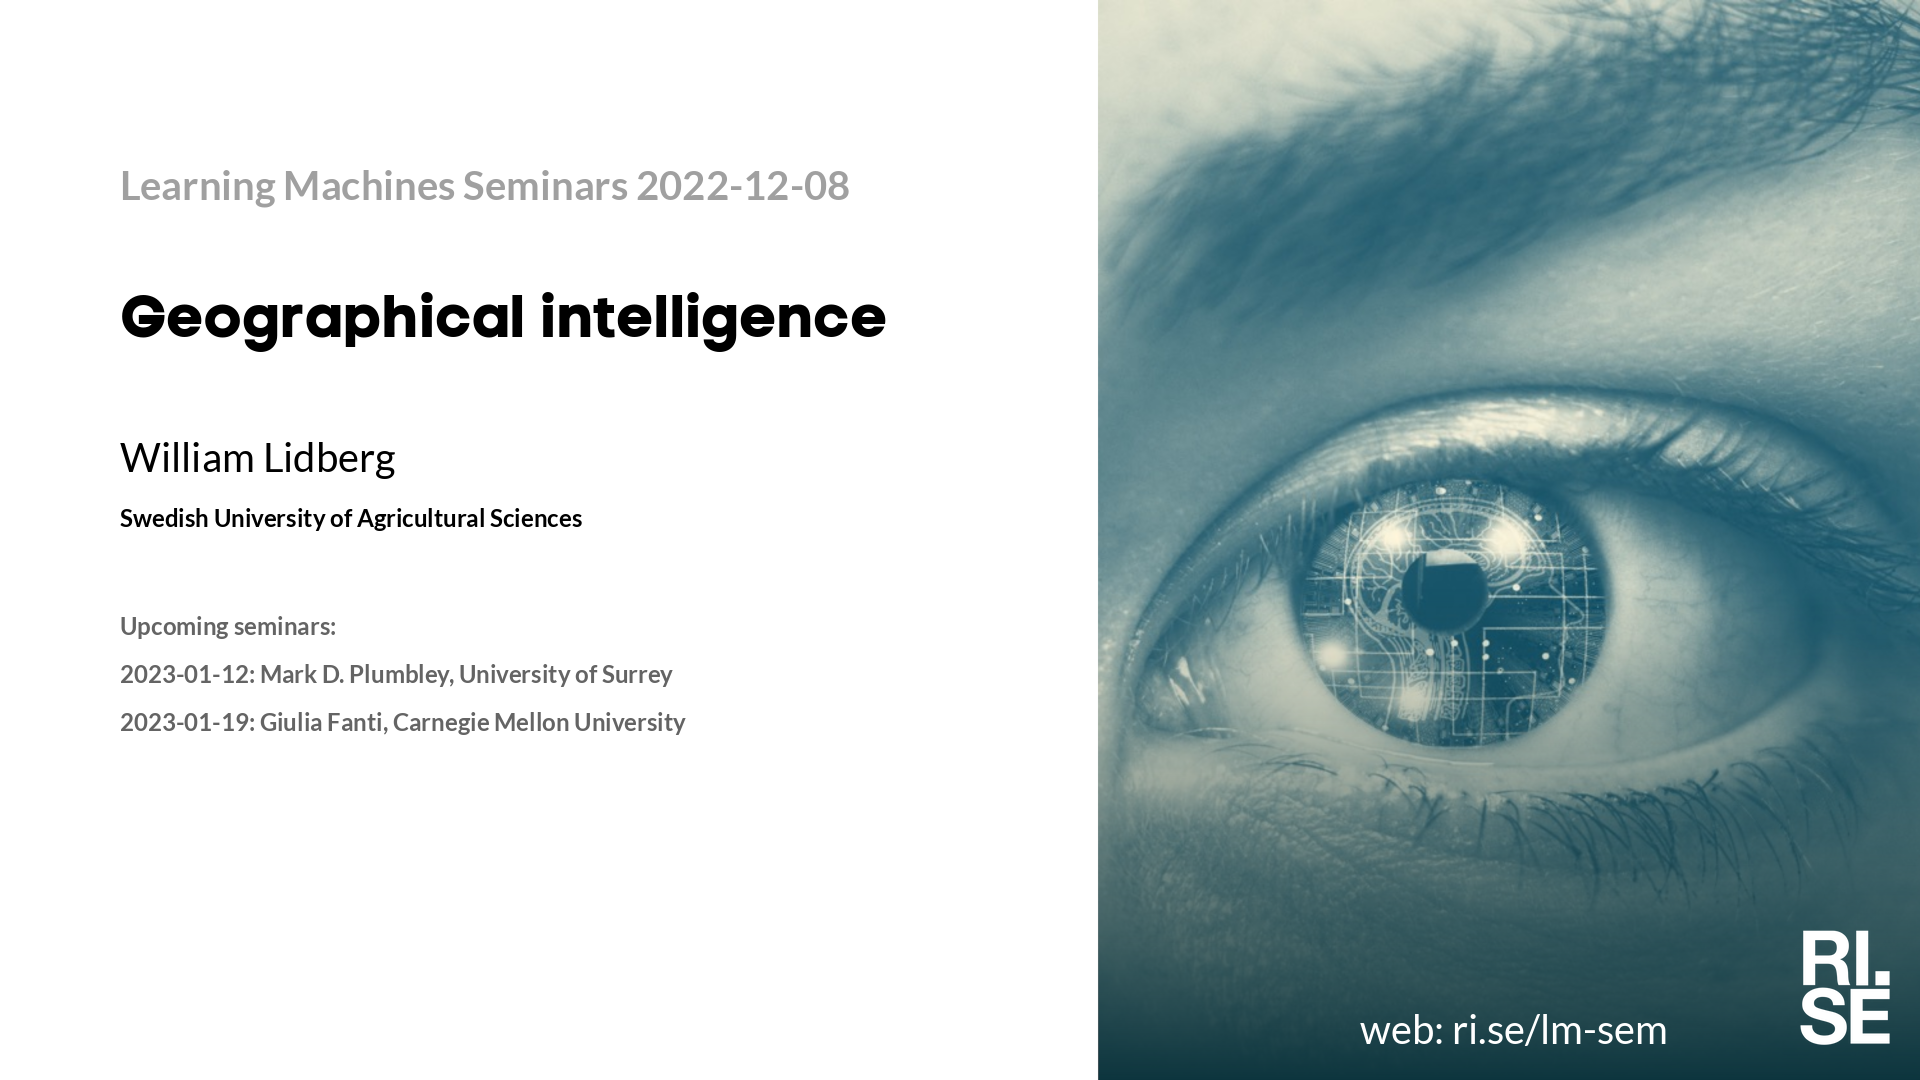 Learning Machines Seminars 2022-12-08
Geographical intelligence
William Lidberg
Swedish University of Agricultural Sciences
Upcoming seminars:
2023-01-12: Mark D. Plumbley, University of Surrey
2023-01-19: Giulia Fanti, Carnegie Mellon University
web: ri.se/lm-sem
RI.
SE